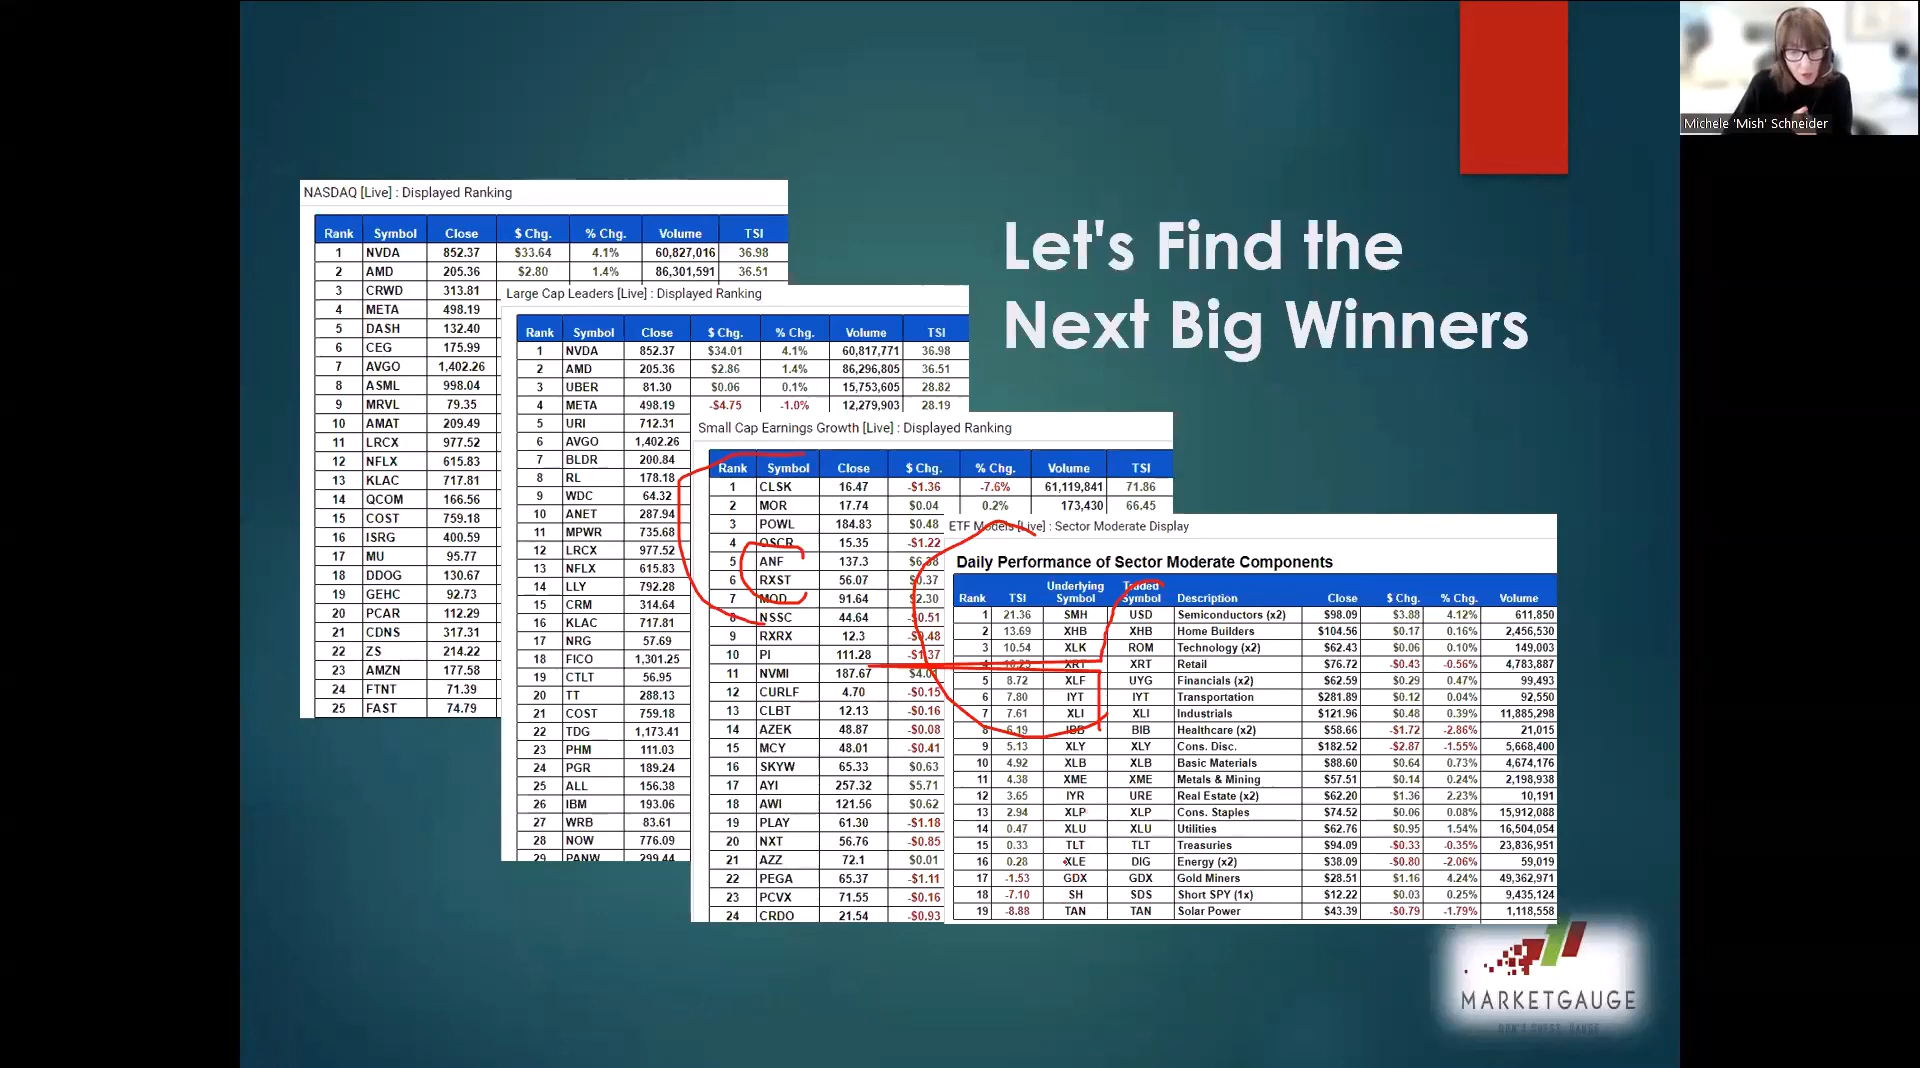 Michele 'Mish' Schneider
Let's Find the
Next Big Winners
NASDAQ [Live] : Displayed Ranking
Rank Symbol Close $ Chg. % Chg. Volume TSI
1 NVDA 852.37 $33.64 4.1% 60,827,016 36.98
2 AMD 205.36 $2.80 1.4% 86,301,591 36.51
3 CRWD 313.81
4 META 498.19
5 DASH 132.40
6 CEG 175.99
7 AVGO 1,402.26
8 ASML 998.04
9 MRVL 79.35
10 AMAT 209.49
11 LRCX 977.52
12 NFLX 615.83
13 KLAC 717.81
14 QCOM 166.56
15 COST 759.18
16 ISRG 400.59
17 MU 95.77
18 DDOG 130.67
19 GEHC 92.73
20 PCAR 112.29
21 CDNS 317.31
22 ZS 214.22
23 AMZN 177.58
24 FTNT 71.39
25 FAST 74.79
Large Cap Leaders [Live] : Displayed Ranking
Rank Symbol Close $ Chg. % Chg. Volume TSI
1 NVDA 852.37 $34.01 4.1% 60,817,771 36.98
2 AMD 205.36 $2.86 1.4% 86,296,805 36.51
3 UBER 81.30 $0.06 0.1% 15,753,605 28.82
4 META 498.19 -$4.75 -1.0% 12,279,903 28.19
5 URI 712.31
6 AVGO 1,402.26
7 BLDR 200.84
8 RL 178.18
9 WDC 64.32
10 ANET 287.94
11 MPWR 735.68
12 LRCX 977.52
13 NFLX 615.83
14 LLY 792.28
15 CRM 314.64
16 KLAC 717.81
17 NRG 57.69
18 FICO 1,301.25
19 CTLT 56.95
20 TT 288.13
21 COST 759.18
22 TDG 1,173.41
23 PHM 111.03
24 PGR 189.24
25 ALL 156.38
26 IBM 193.06
27 WRB 83.61
28 NOW 776.09
29 PANW 299.44
Small Cap Earnings Growth [Live] : Displayed Ranking
Rank Symbol Close $ Chg. % Chg. Volume TSI
1 CLSK 16.47 -$1.36 -7.6% 61,119,841 71.86
2 MOR 17.74 $0.04 0.2% 173,430 66.45
3 POWL 184.83 $0.48
4 OSCR 15.35 -$1.22
5 ANF 137.3 $6.38
6 RXST 56.07 $0.37
7 MOD 91.64 $2.30
8 NSSC 44.64 -$0.51
9 RXRX 12.3 -$0.48
10 PI 111.28 -$1.37
11 NVMI 187.67
12 CURLF 4.70 -$0.15
13 CLBT 12.13 -$0.16
14 AZEK 48.87 -$0.08
15 MCY 48.01 -$0.41
16 SKYW 65.33 $0.63
17 AYI 257.32 $5.71
18 AWI 121.56 $0.62
19 PLAY 61.30 -$1.18
20 NXT 56.76 -$0.85
21 AZZ 72.1 $0.01
22 PEGA 65.37 -$1.11
23 PCVX 71.55 -$0.16
24 CRDO 21.54 -$0.93
ETF Models [Live] : Sector Moderate Display
Daily Performance of Sector Moderate Components
Rank TSI Underlying Symbol Traded Symbol Description Close $ Chg. % Chg. Volume
1 21.36 SMH USD Semiconductors (x2) $98.09 $3.88 4.12% 611,850
2 13.69 XHB XHB Home Builders $104.56 $0.17 0.16% 2,456,530
3 10.54 XLK ROM Technology (x2) $62.43 $0.06 0.10% 149,003
4 XRT XRT Retail $76.72 -$0.43 -0.56% 4,783,887
5 8.72 XLF UYG Financials (x2) $62.59 $0.29 0.47% 99,493
6 7.80 IYT IYT Transportation $281.89 $0.12 0.04% 92,550
7 7.61 XLI XLI Industrials $121.96 $0.48 0.39% 11,885,298
8 6.19 IBB BIB Healthcare (x2) $58.66 -$1.72 -2.86% 21,015
9 5.13 XLY XLY Cons. Disc. $182.52 -$2.87 -1.55% 5,668,400
10 4.92 XLB XLB Basic Materials $88.60 $0.64 0.73% 4,674,176
11 4.38 XME XME Metals & Mining $57.51 $0.14 0.24% 2,198,938
12 3.65 IYR URE Real Estate (x2) $62.20 $1.36 2.23% 10,191
13 2.94 XLP XLP Cons. Staples $74.52 $0.06 0.08% 15,912,088
14 0.47 XLU XLU Utilities $62.76 $0.95 1.54% 16,504,054
15 0.33 TLT TLT Treasuries $94.09 -$0.33 -0.35% 23,836,951
16 0.28 XLE DIG Energy (x2) $38.09 -$0.80 -2.06% 59,019
17 -1.53 GDX GDX Gold Miners $28.51 $1.16 4.24% 49,362,971
18 -7.10 SH SDS Short SPY (1x) $12.22 $0.03 0.25% 9,435,124
19 -8.88 TAN TAN Solar Power $43.39 -$0.79 -1.79% 1,118,558
MARKETGAUGE